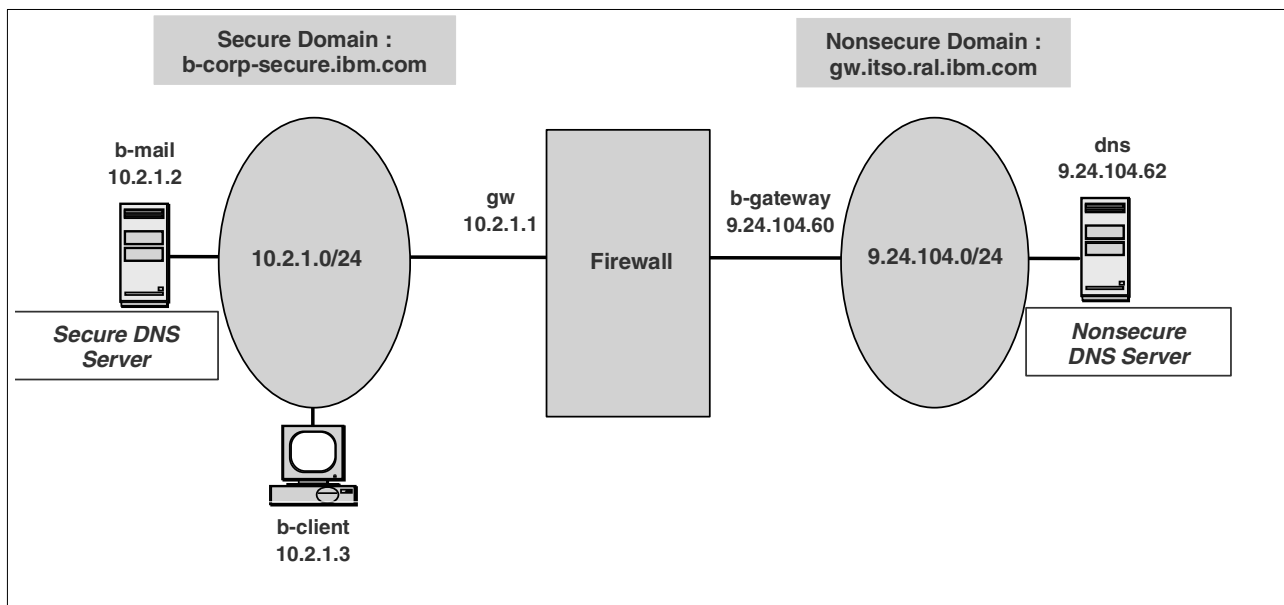 Secure Domain :
b-corp-secure.ibm.com
Nonsecure Domain :
gw.itso.ral.ibm.com
b-mail
10.2.1.2
dns
9.24.104.62
gw
10.2.1.1
b-gateway
9.24.104.60
10.2.1.0/24
Firewall
9.24.104.0/24
Secure DNS
Server
Nonsecure
DNS Server
b-client
10.2.1.3